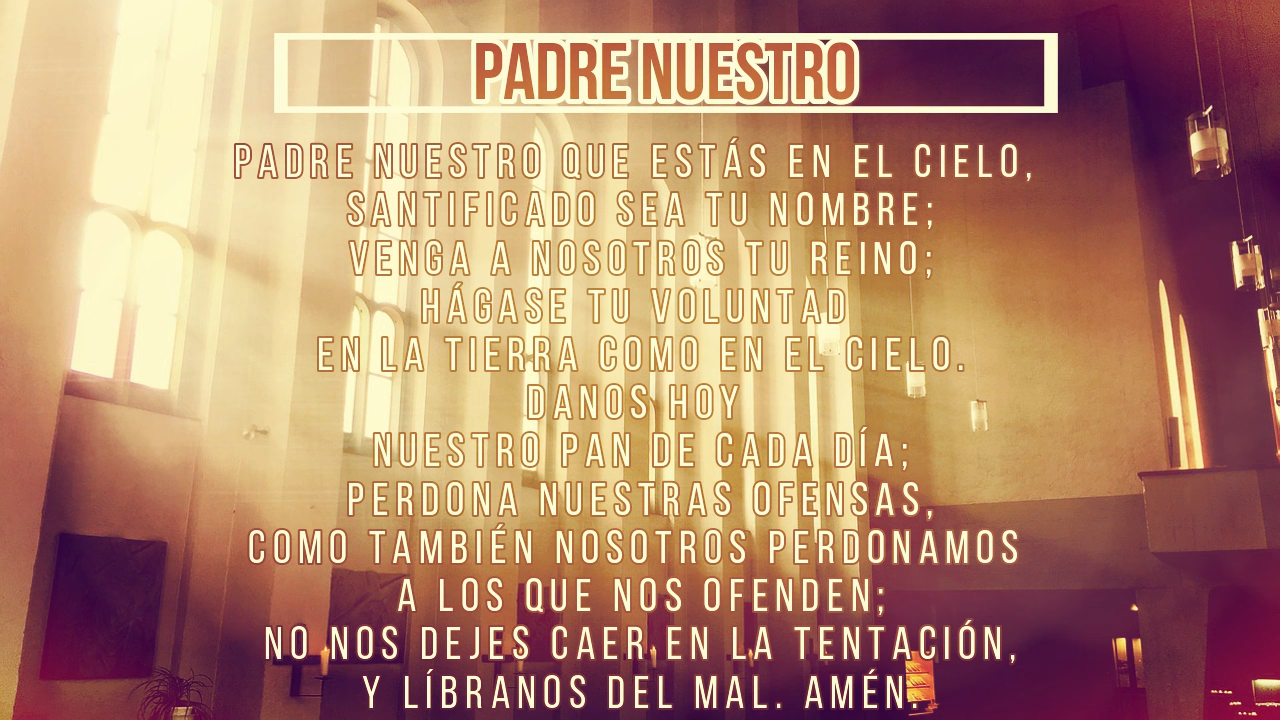 PADRE NUESTRO
PADRE NUESTRO QUE ESTÁS EN EL CIELO,
SANTIFICADO SEA TU NOMBRE;
VENGA A NOSOTROS TU REINO;
HÁGASE TU VOLUNTAD
EN LA TIERRA COMO EN EL CIELO.
DANOS HOY
NUESTRO PAN DE CADA DÍA;
PERDONA NUESTRAS OFENSAS,
COMO TAMBIÉN NOSOTROS PERDONAMOS
A LOS QUE NOS OFENDEN;
NO NOS DEJES CAER EN LA TENTACIÓN,
Y LÍBRANOS DEL MAL. AMÉN.